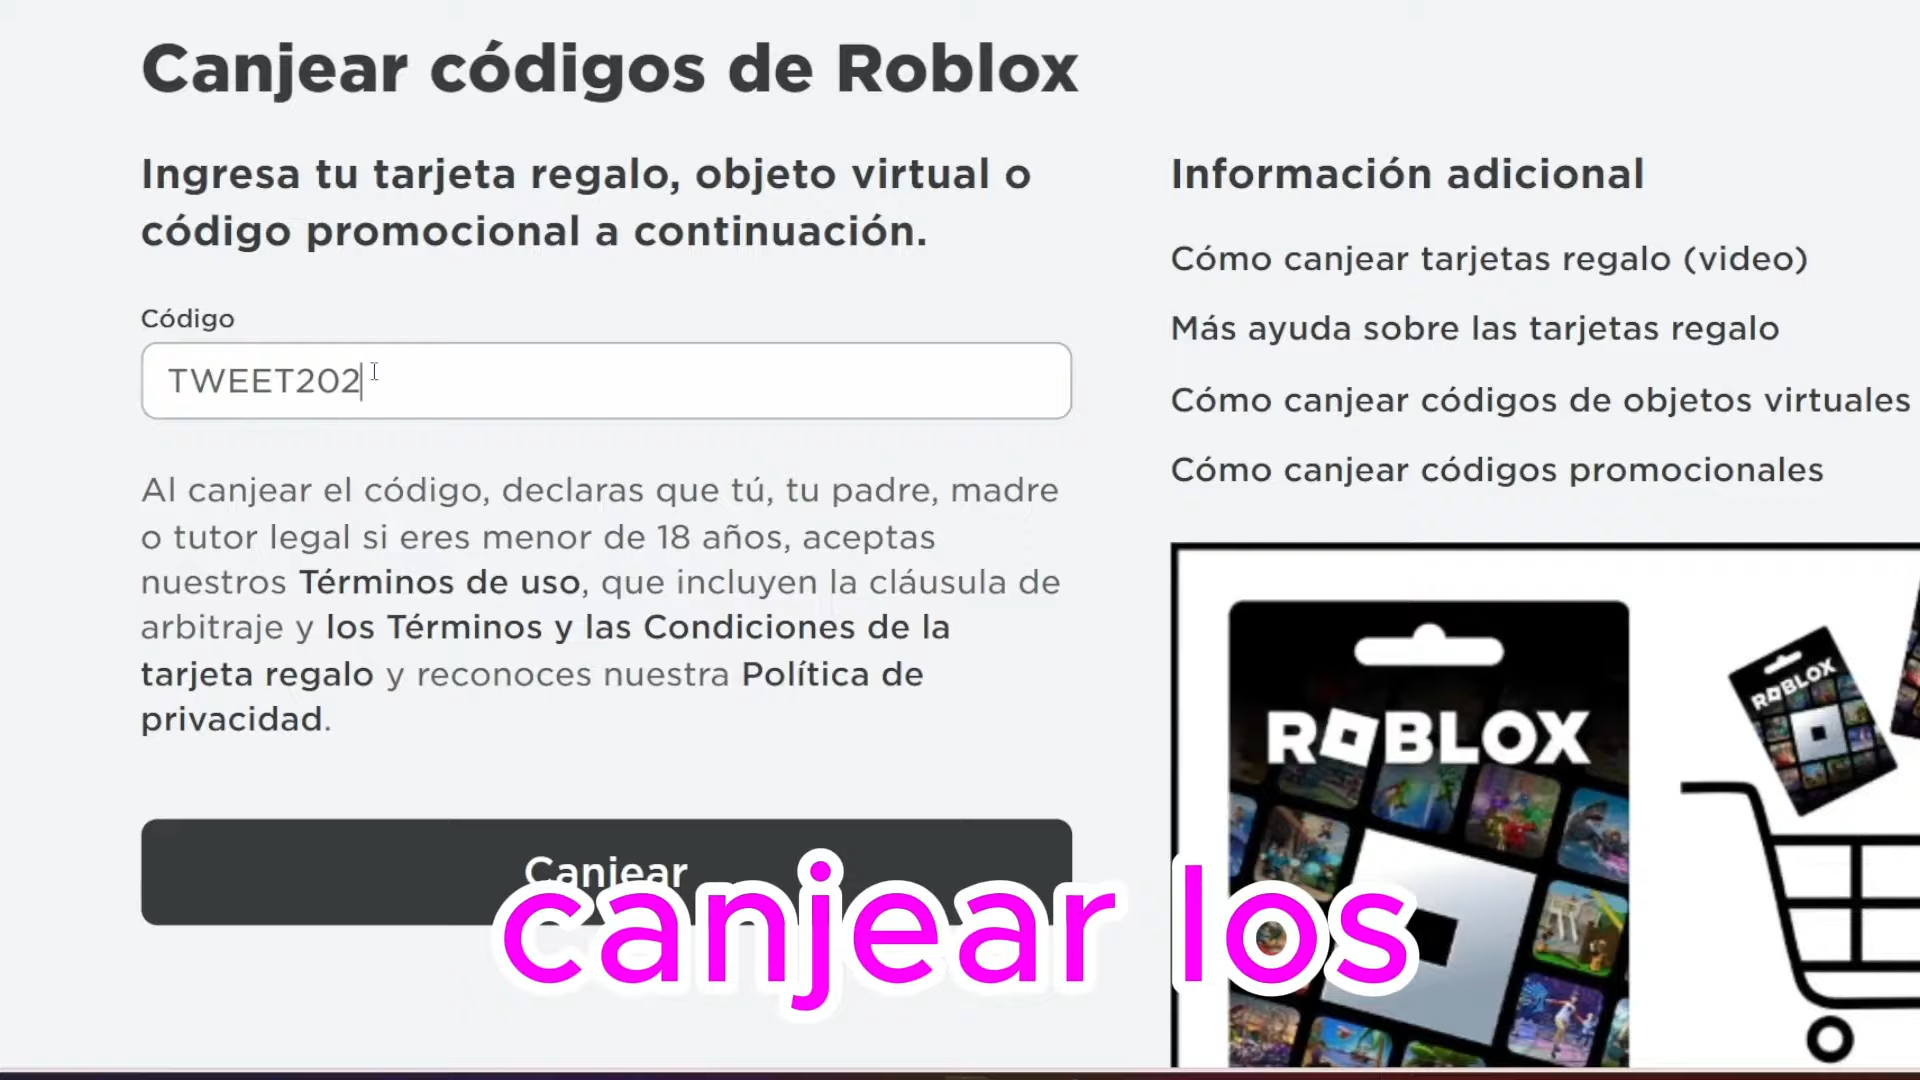 Canjear códigos de Roblox
Ingresa tu tarjeta regalo, objeto virtual o
código promocional a continuación.
Código
TWEET202
Al canjear el código, declaras que tú, tu padre, madre
o tutor legal si eres menor de 18 años, aceptas
nuestros Términos de uso, que incluyen la cláusula de
arbitraje y los Términos y las Condiciones de la
tarjeta regalo y reconoces nuestra Política de
privacidad.
Canjear
canjear los
Información adicional
Cómo canjear tarjetas regalo (video)
Más ayuda sobre las tarjetas regalo
Cómo canjear códigos de objetos virtuales
Cómo canjear códigos promocionales
ROBLOX
ROBLOX